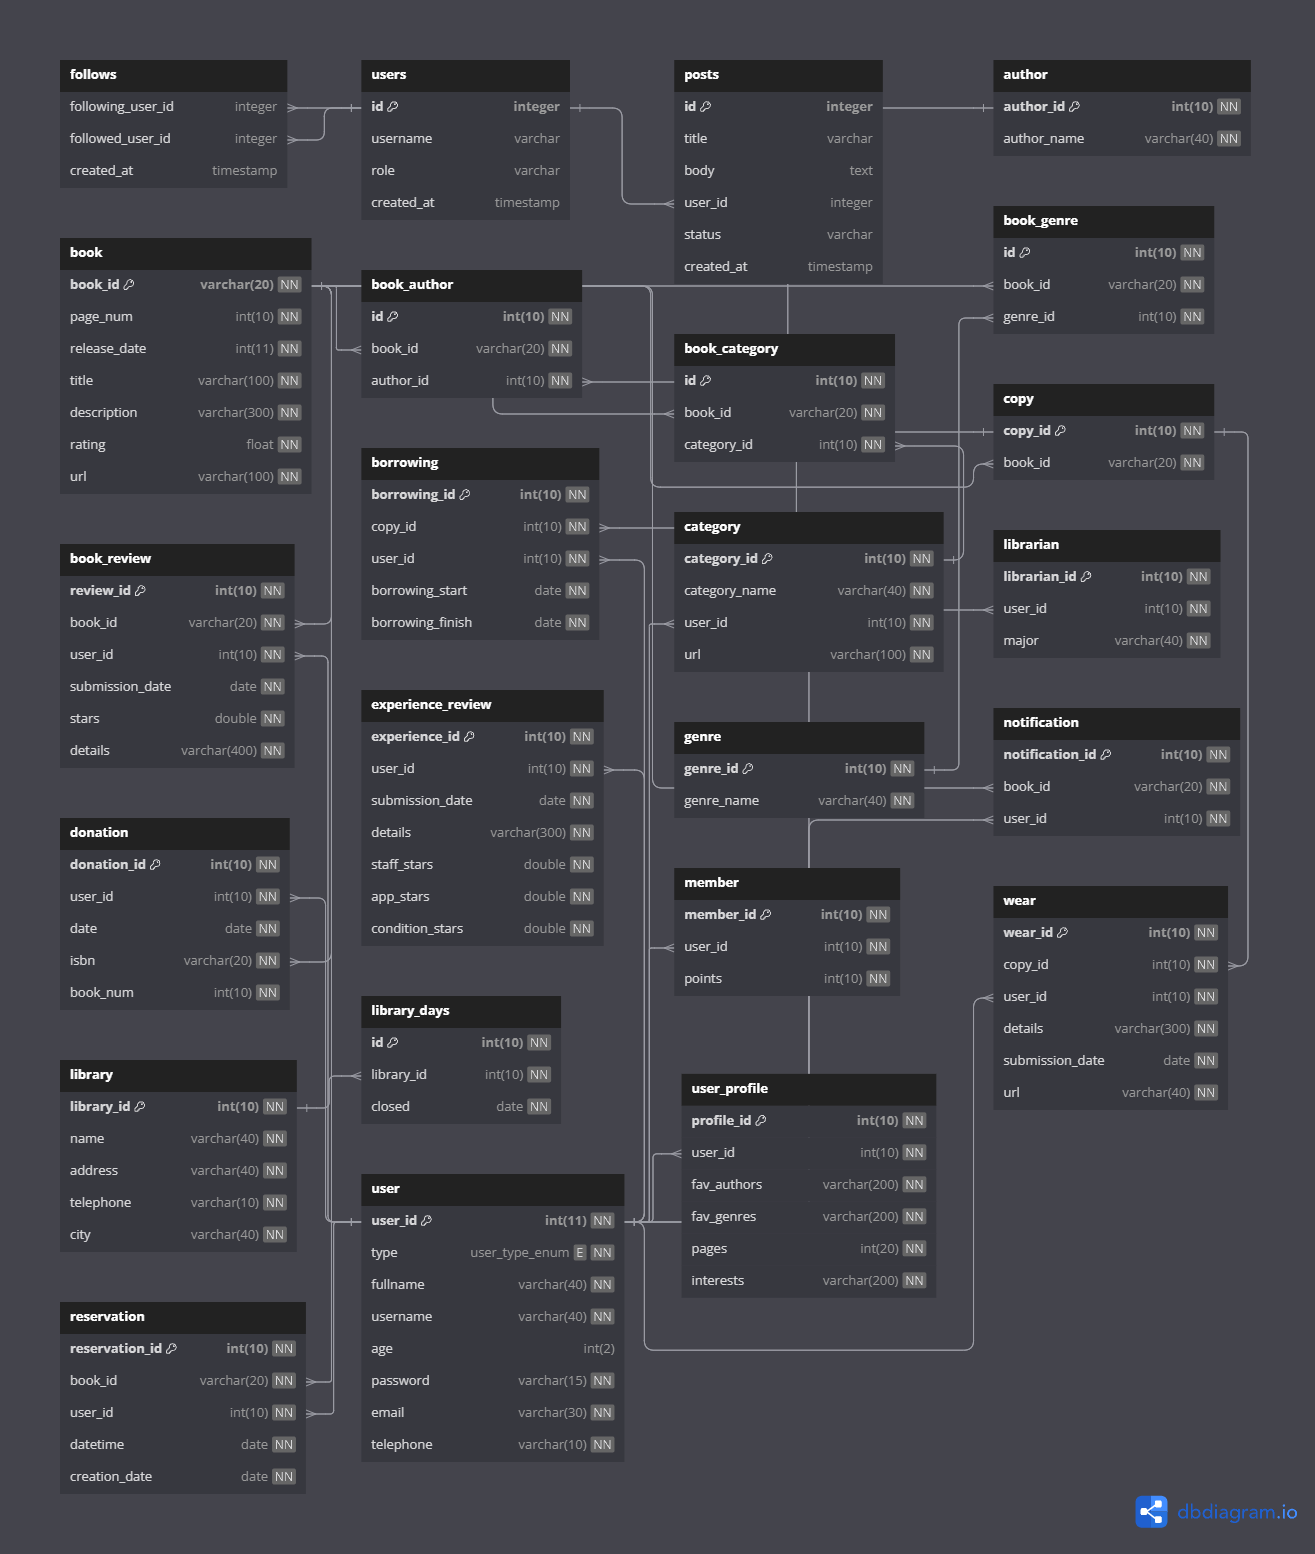 follows
following_user_id integer
followed_user_id integer
created_at timestamp
users
id integer
username varchar
role varchar
created_at timestamp
posts
id integer
title varchar
body text
user_id integer
status varchar
created_at timestamp
author
author_id int(10) NN
author_name varchar(40) NN
book
book_id varchar(20) NN
page_num int(10) NN
release_date int(11) NN
title varchar(100) NN
description varchar(300) NN
rating float NN
url varchar(100) NN
book_author
id int(10) NN
book_id varchar(20) NN
author_id int(10) NN
book_category
id int(10) NN
book_id varchar(20) NN
category_id int(10) NN
book_genre
id int(10) NN
book_id varchar(20) NN
genre_id int(10) NN
copy
copy_id int(10) NN
book_id varchar(20) NN
borrowing
borrowing_id int(10) NN
copy_id int(10) NN
user_id int(10) NN
borrowing_start date NN
borrowing_finish date NN
category
category_id int(10) NN
category_name varchar(40) NN
user_id int(10) NN
url varchar(100) NN
librarian
librarian_id int(10) NN
user_id int(10) NN
major varchar(40) NN
book_review
review_id int(10) NN
book_id varchar(20) NN
user_id int(10) NN
submission_date date NN
stars double NN
details varchar(400) NN
experience_review
experience_id int(10) NN
user_id int(10) NN
submission_date date NN
details varchar(300) NN
staff_stars double NN
app_stars double NN
condition_stars double NN
genre
genre_id int(10) NN
genre_name varchar(40) NN
notification
notification_id int(10) NN
book_id varchar(20) NN
user_id int(10) NN
donation
donation_id int(10) NN
user_id int(10) NN
date date NN
isbn varchar(20) NN
book_num int(10) NN
member
member_id int(10) NN
user_id int(10) NN
points int(10) NN
wear
wear_id int(10) NN
copy_id int(10) NN
user_id int(10) NN
details varchar(300) NN
submission_date date NN
url varchar(40) NN
library_days
id int(10) NN
library_id int(10) NN
closed date NN
library
library_id int(10) NN
name varchar(40) NN
address varchar(40) NN
telephone varchar(10) NN
city varchar(40) NN
user_profile
profile_id int(10) NN
user_id int(10) NN
fav_authors varchar(200) NN
fav_genres varchar(200) NN
pages int(20) NN
interests varchar(200) NN
user
user_id int(11) NN
type user_type_enum E NN
fullname varchar(40) NN
username varchar(40) NN
age int(2)
password varchar(15) NN
email varchar(30) NN
telephone varchar(10) NN
reservation
reservation_id int(10) NN
book_id varchar(20) NN
user_id int(10) NN
datetime date NN
creation_date date NN
dbdiagram.io